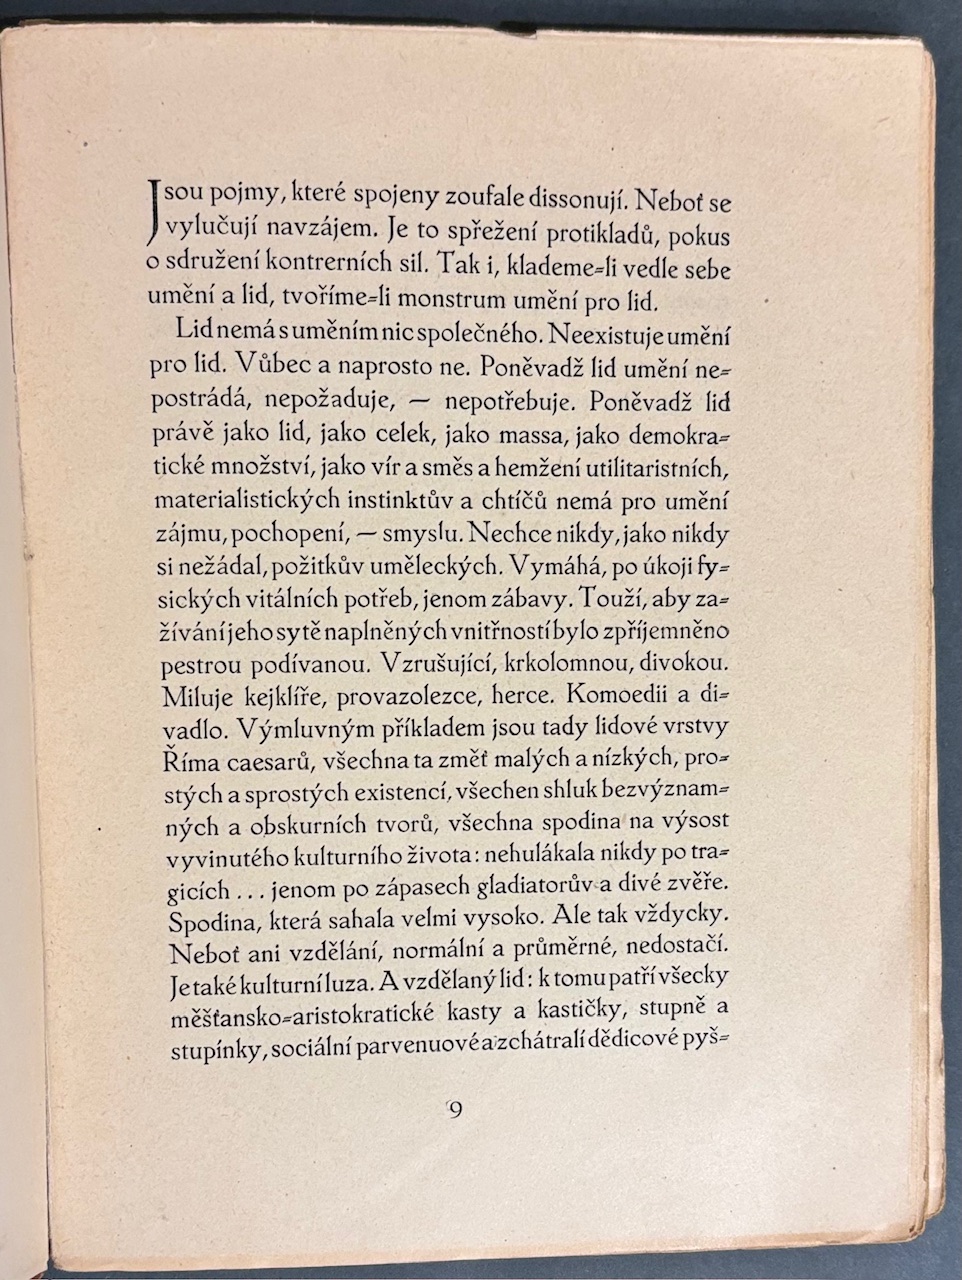 Jsou pojmy, které spojeny zoufale dissonují. Neboť se
vylučují navzájem. Je to spřežení protikladů, pokus
o sdružení kontrerních sil. Tak i, klademe-li vedle sebe
umění a lid, tvoříme-li monstrum umění pro lid.
Lid nemá s uměním nic společného. Neexistuje umění
pro lid. Vůbec a naprosto ne. Poněvadž lid umění ne-
postrádá, nepožaduje, — nepotřebuje. Poněvadž lid
právě jako lid, jako celek, jako massa, jako demokra-
tické množství, jako vír a směs a hemžení utilitaristních,
materialistických instinktův a chtíčů nemá pro umění
zájmu, pochopení, — smyslu. Nechce nikdy, jako nikdy
si nežádal, požitkův uměleckých. Vymáhá, po úkoji fy-
sických vitálních potřeb, jenom zábavy. Touží, aby za-
žívání jeho sytě naplněných vnitřností bylo zpříjemněno
pestrou podívanou. Vzrušující, krkolomnou, divokou.
Miluje kejklíře, provazolezce, herce. Komoedii a di-
vadlo. Výmluvným příkladem jsou tady lidové vrstvy
Říma caesarů, všechna ta změť malých a nízkých, pro-
stých a sprostých existencí, všechen shluk bezvýznam-
ných a obskurních tvorů, všechna spodina na výsost
vyvinutého kulturního života: nehulákala nikdy po tra-
gicích ... jenom po zápasech gladiatorův a divé zvěře.
Spodina, která sahala velmi vysoko. Ale tak vždycky.
Neboť ani vzdělání, normální a průměrné, nedostačí.
Je také kulturní luza. A vzdělaný lid: k tomu patří všecky
měšťansko-aristokratické kasty a kastičky, stupně a
stupínky, sociální parvenuové a zchátralí dědicové pyš-
9